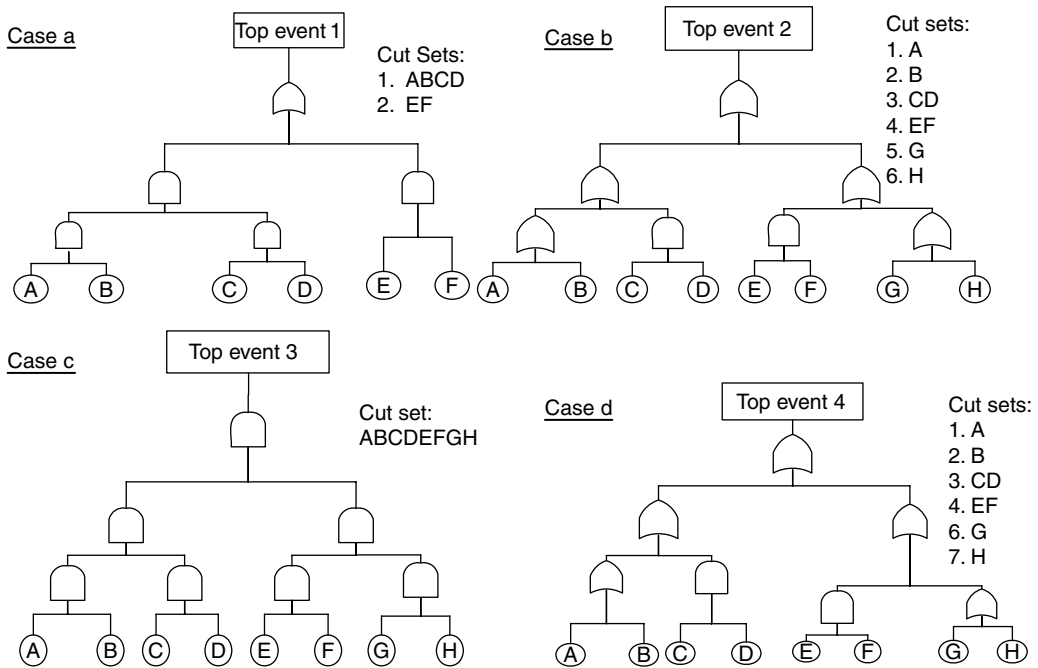 Case a
Top event 1
Cut Sets:
1. ABCD
2. EF
A B C D E F
Case b
Top event 2
Cut sets:
1. A
2. B
3. CD
4. EF
5. G
6. H
A B C D E F G H
Case c
Top event 3
Cut set:
ABCDEFGH
A B C D E F G H
Case d
Top event 4
Cut sets:
1. A
2. B
3. CD
4. EF
6. G
7. H
A B C D E F G H